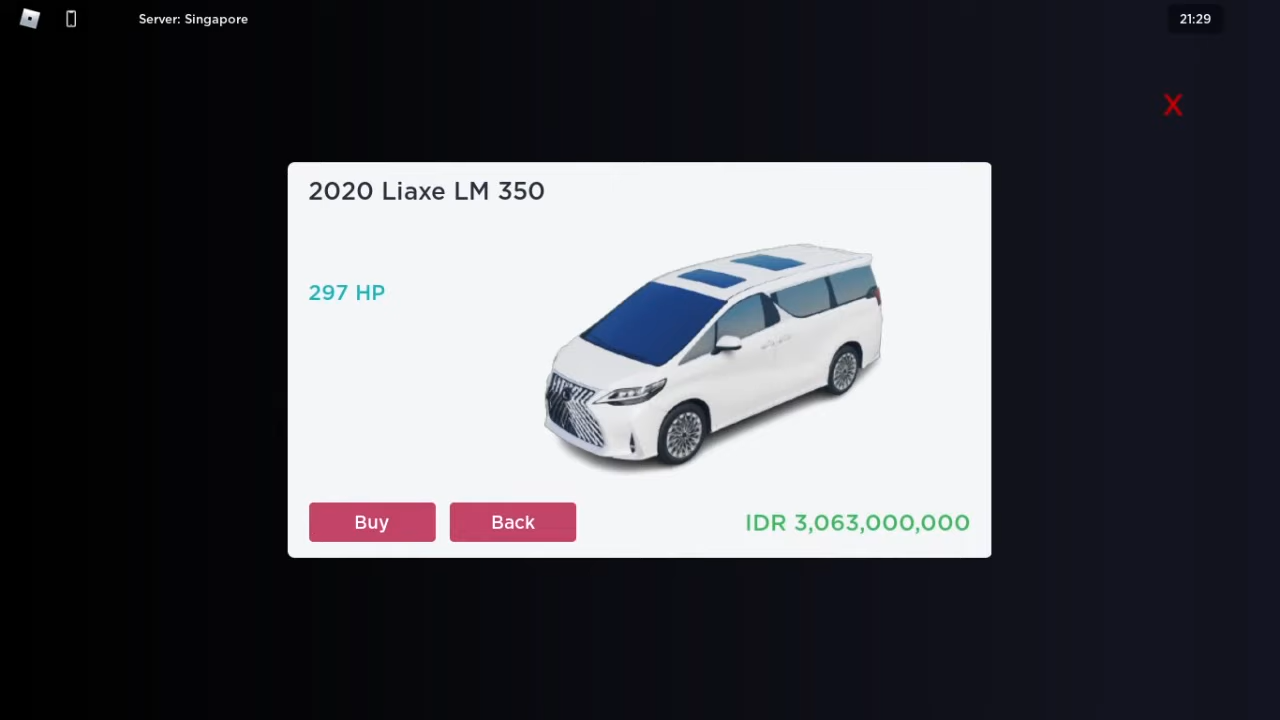 Server: Singapore
21:29
X
2020 Liaxe LM 350
297 HP
Buy
Back
IDR 3,063,000,000